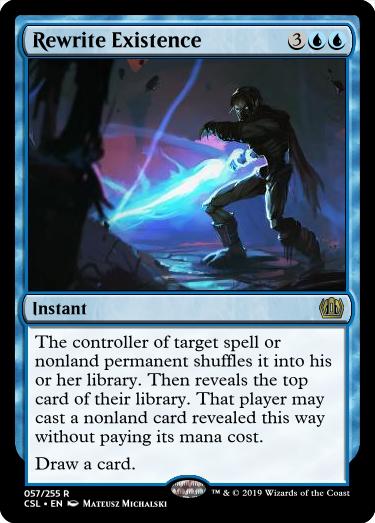 Rewrite Existence 3
Instant
The controller of target spell or
nonland permanent shuffles it into his
or her library. Then reveals the top
card of their library. That player may
cast a nonland card revealed this way
without paying its mana cost.
Draw a card.
057/255 R
CSL • EN Mateusz Michalski
™ & © 2019 Wizards of the Coast